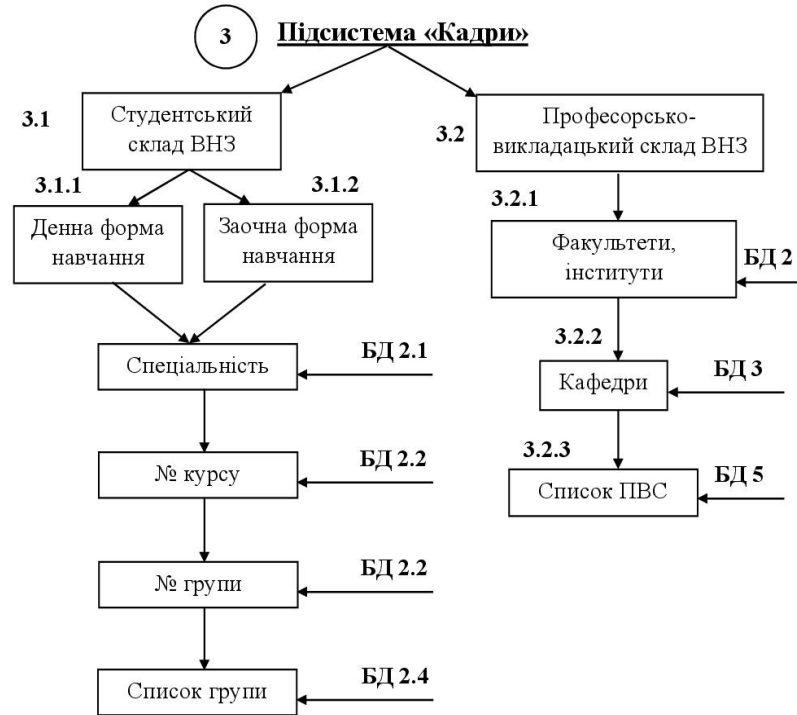 3
Підсистема «Кадри»
3.1
Студентський
склад ВНЗ
3.2
Професорсько-
викладацький склад ВНЗ
3.1.1
3.1.2
Денна форма
навчання
Заочна форма
навчання
3.2.1
Факультети,
інститути
БД 2
3.2.2
Спеціальність
БД 2.1
Кафедри
БД 3
3.2.3
№ курсу
БД 2.2
Список ПВС
БД 5
№ групи
БД 2.2
Список групи
БД 2.4